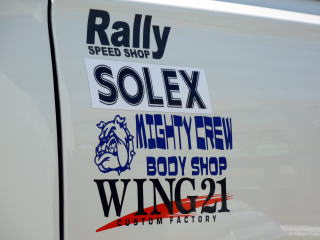 Rally
SPEED SHOP
SOLEX
MIGHTY CREW
BODY SHOP
WING21
CUSTOM FACTORY